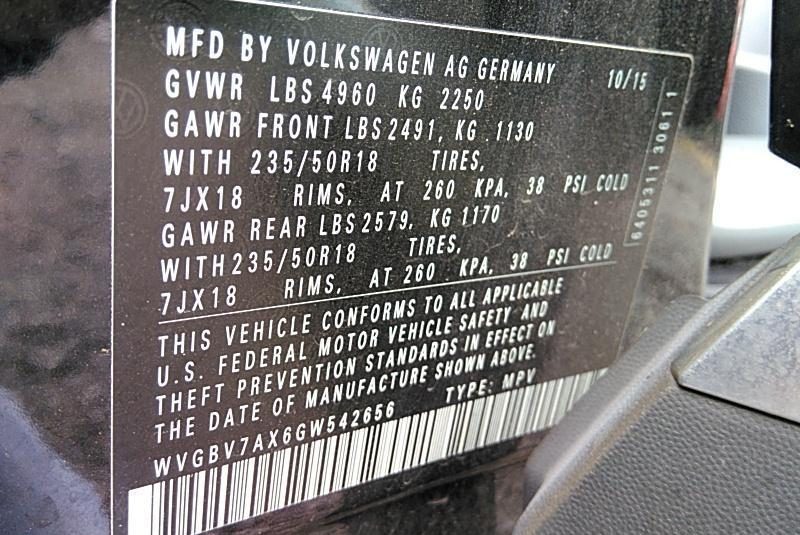 MFD BY VOLKSWAGEN AG GERMANY 10/15
GVWR LBS 4960 KG 2250
GAWR FRONT LBS 2491, KG 1130
WITH 235/50R18 TIRES,
7JX18 RIMS, AT 260 KPA, 38 PSI COLD
GAWR REAR LBS 2579, KG 1170
WITH 235/50R18 TIRES,
7JX18 RIMS, AT 260 KPA, 38 PSI COLD
THIS VEHICLE CONFORMS TO ALL APPLICABLE
U.S. FEDERAL MOTOR VEHICLE SAFETY AND
THEFT PREVENTION STANDARDS IN EFFECT ON
THE DATE OF MANUFACTURE SHOWN ABOVE.
WVGBV7AX6GW542656 TYPE: MPV
6405311 3061 1